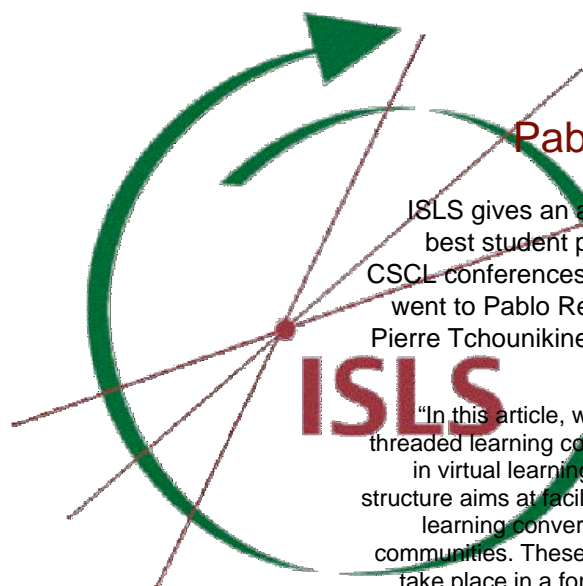 Pab
ISLS gives an a
best student p
CSCL conferences
went to Pablo Re
Pierre Tchounikine
ISLS
"In this article, w
threaded learning co
in virtual learning
structure aims at facil
learning conver
communities. These
take place in a for